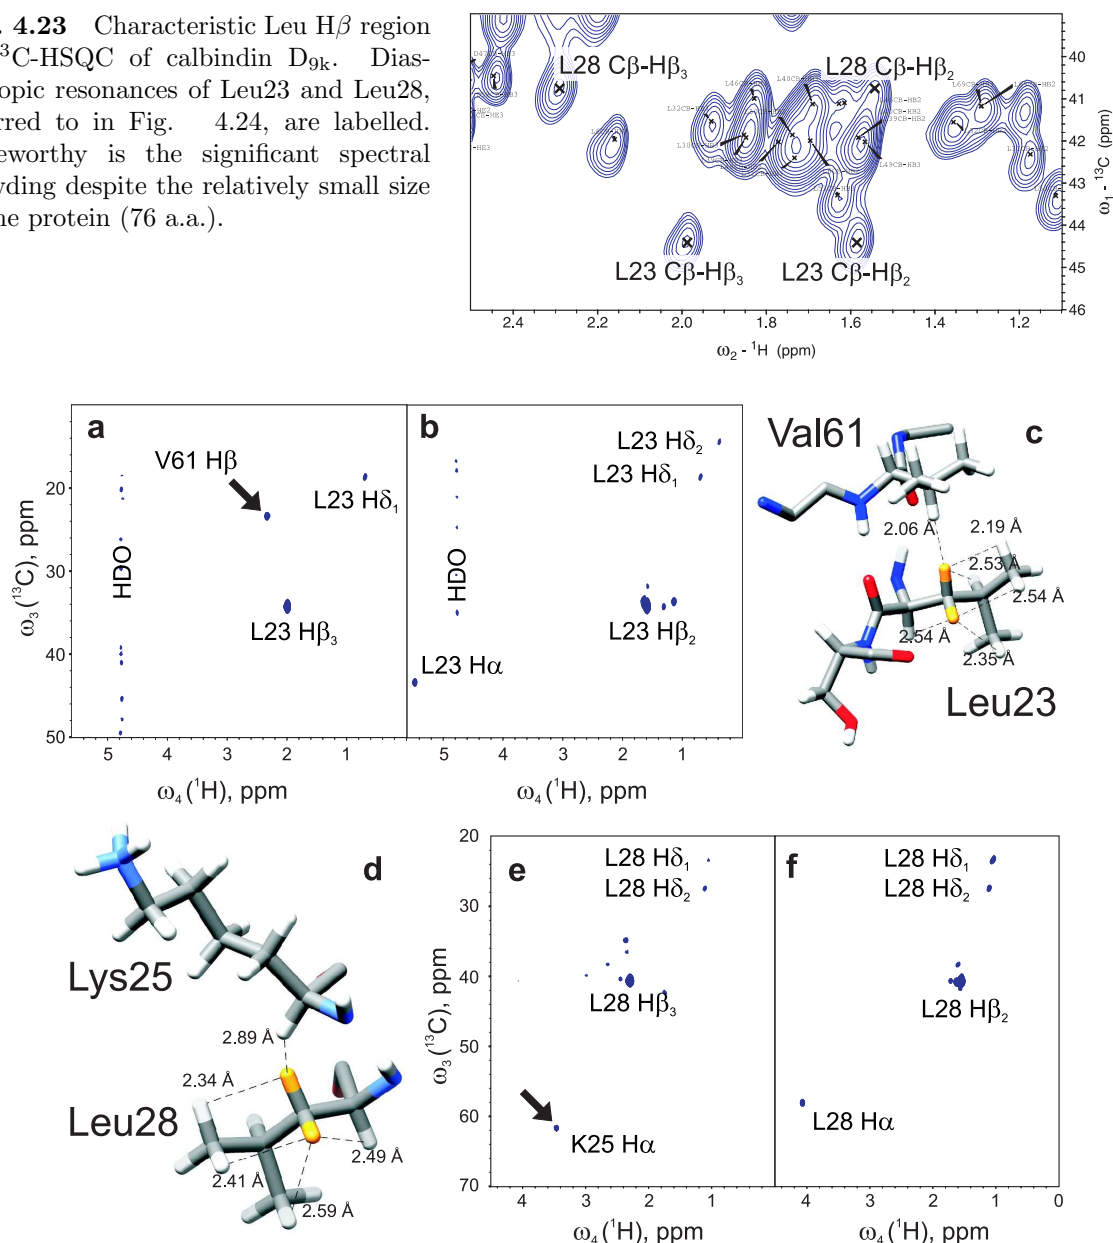 . 4.23 Characteristic Leu Hβ region
³C-HSQC of calbindin D₉ₖ. Dias-
opic resonances of Leu23 and Leu28,
rred to in Fig. 4.24, are labelled.
eworthy is the significant spectral
yding despite the relatively small size
ne protein (76 a.a.).
L28 Cβ-Hβ₃
L28 Cβ-Hβ₂
L23 Cβ-Hβ₃
L23 Cβ-Hβ₂
40
41
42
43
44
45
46
ω₁ - ¹³C (ppm)
2.4
2.2
2.0
1.8
1.6
1.4
1.2
ω₂ - ¹H (ppm)
a
V61 Hβ
L23 Hδ₁
HDO
L23 Hβ₃
20
30
40
50
ω₃(¹³C), ppm
5
4
3
2
1
ω₄(¹H), ppm
b
L23 Hδ₂
L23 Hδ₁
HDO
L23 Hβ₂
L23 Hα
5
4
3
2
1
ω₄(¹H), ppm
Val61
c
2.06 Å
2.19 Å
2.53 Å
2.54 Å
2.54 Å
2.35 Å
Leu23
d
Lys25
2.89 Å
2.34 Å
Leu28
2.49 Å
2.41 Å
2.59 Å
e
L28 Hδ₁
L28 Hδ₂
L28 Hβ₃
K25 Hα
20
30
40
50
60
70
ω₃(¹³C), ppm
4
3
2
1
ω₄(¹H), ppm
f
L28 Hδ₁
L28 Hδ₂
L28 Hβ₂
L28 Hα
4
3
2
1
0
ω₄(¹H), ppm